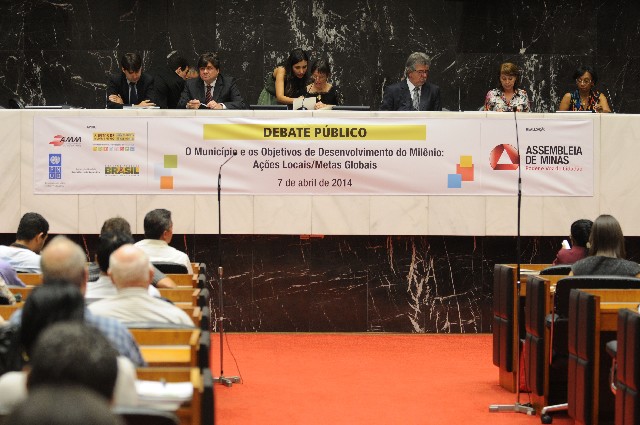 DEBATE PÚBLICO
O Município e os Objetivos de Desenvolvimento do Milênio:
Ações Locais/Metas Globais
7 de abril de 2014
AMM
BRASIL
ASSEMBLEIA
DE MINAS